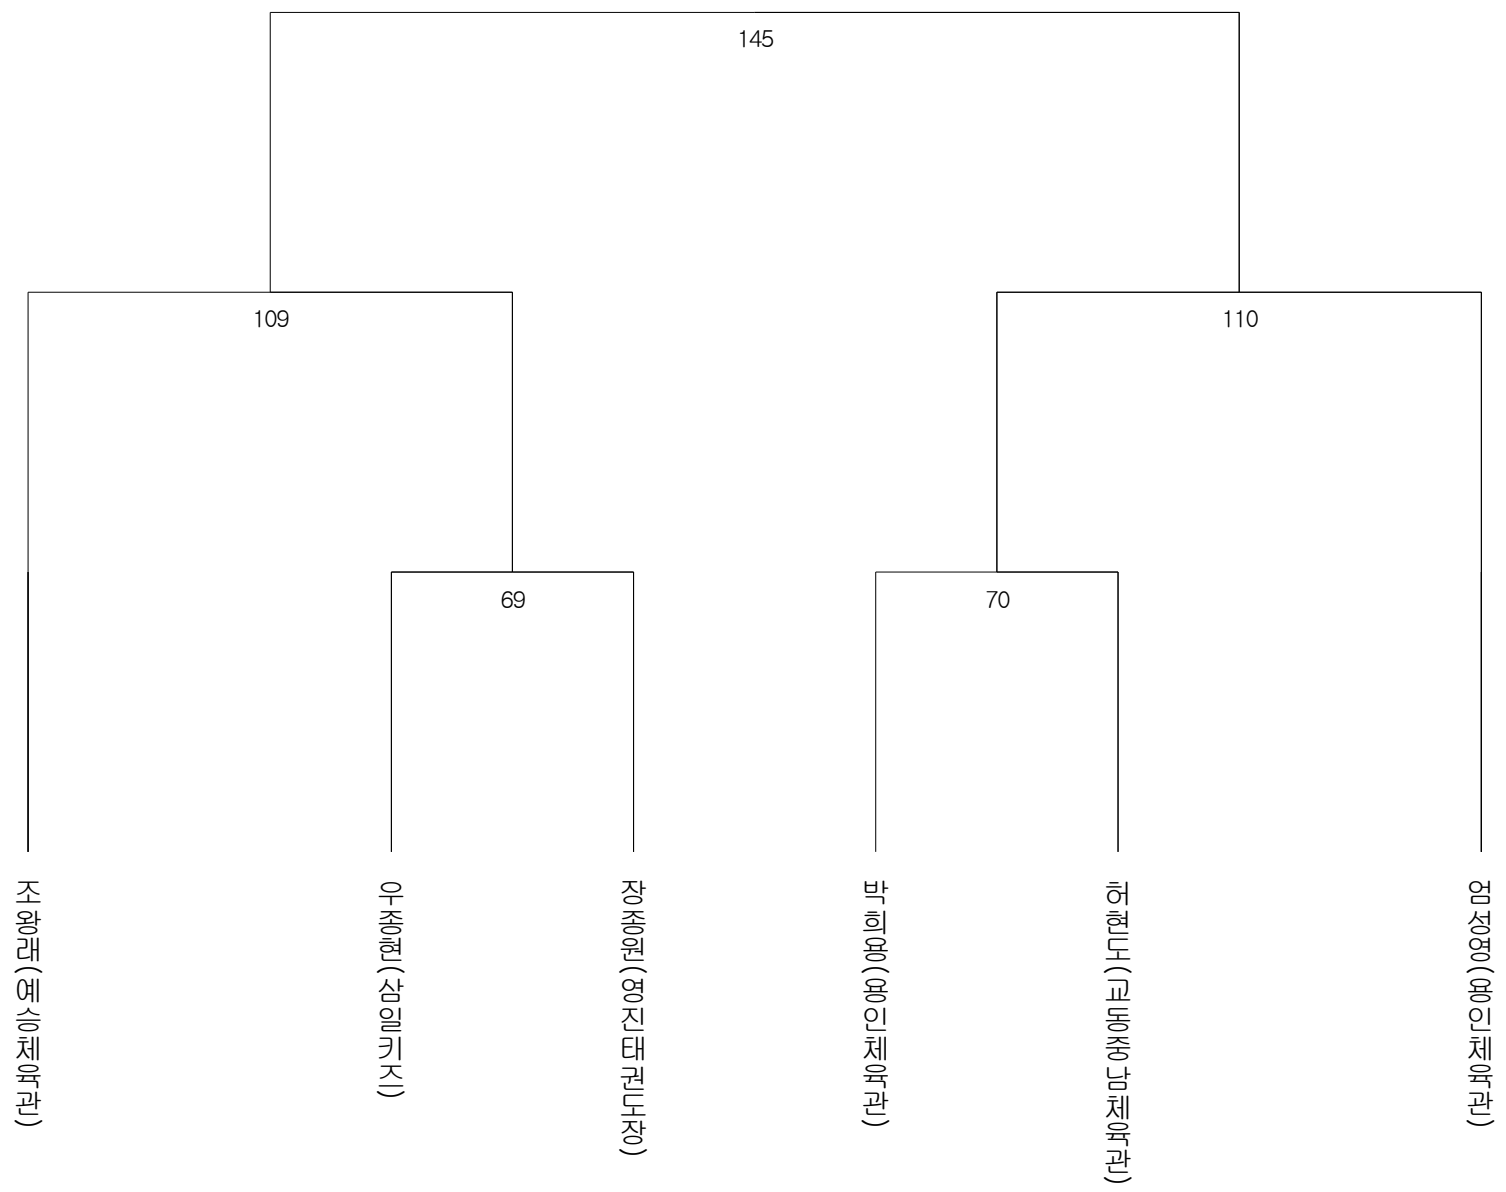 145
109
110
69
70
조왕래(예승체육관)
우종현(삼일키즈)
장종원(영진태권도장)
박희용(용인체육관)
허현도(교동중남체육관)
엄성영(용인체육관)